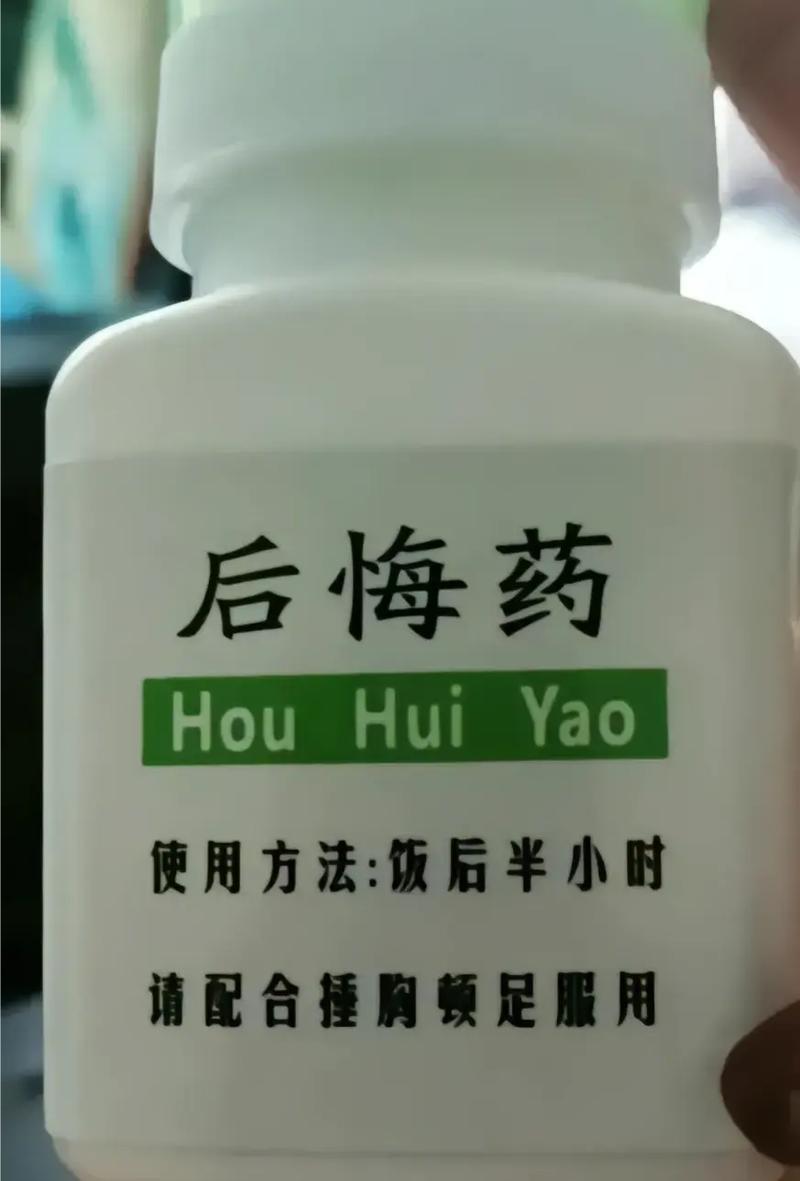 后悔药
Hou Hui Yao
使用方法:饭后半小时
请配合捶胸顿足服用